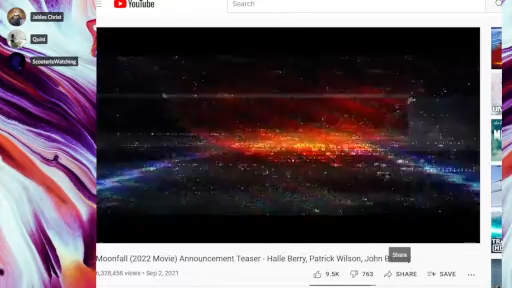 Jables Christ
Quint
ScooterIsWatching
YouTube
Search
Share
Moonfall (2022 Movie) Announcement Teaser - Halle Berry, Patrick Wilson, John B
,328,456 views • Sep 2, 2021
9.5K
763
SHARE
SAVE